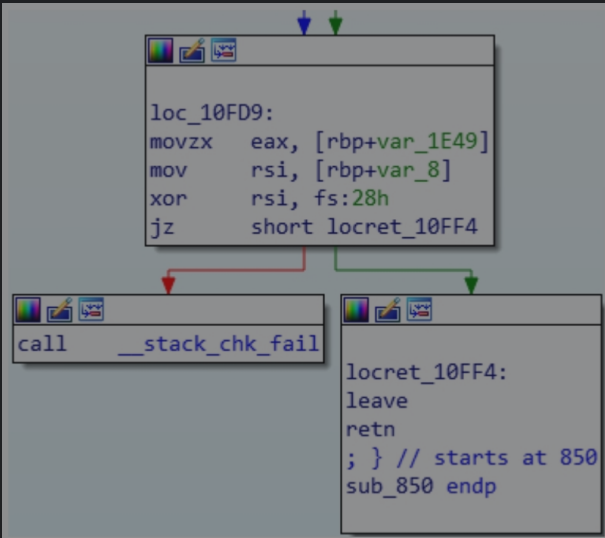 loc_10FD9:
movzx eax, [rbp+var_1E49]
mov rsi, [rbp+var_8]
xor rsi, fs:28h
jz short locret_10FF4
call __stack_chk_fail
locret_10FF4:
leave
retn
; } // starts at 850
sub_850 endp